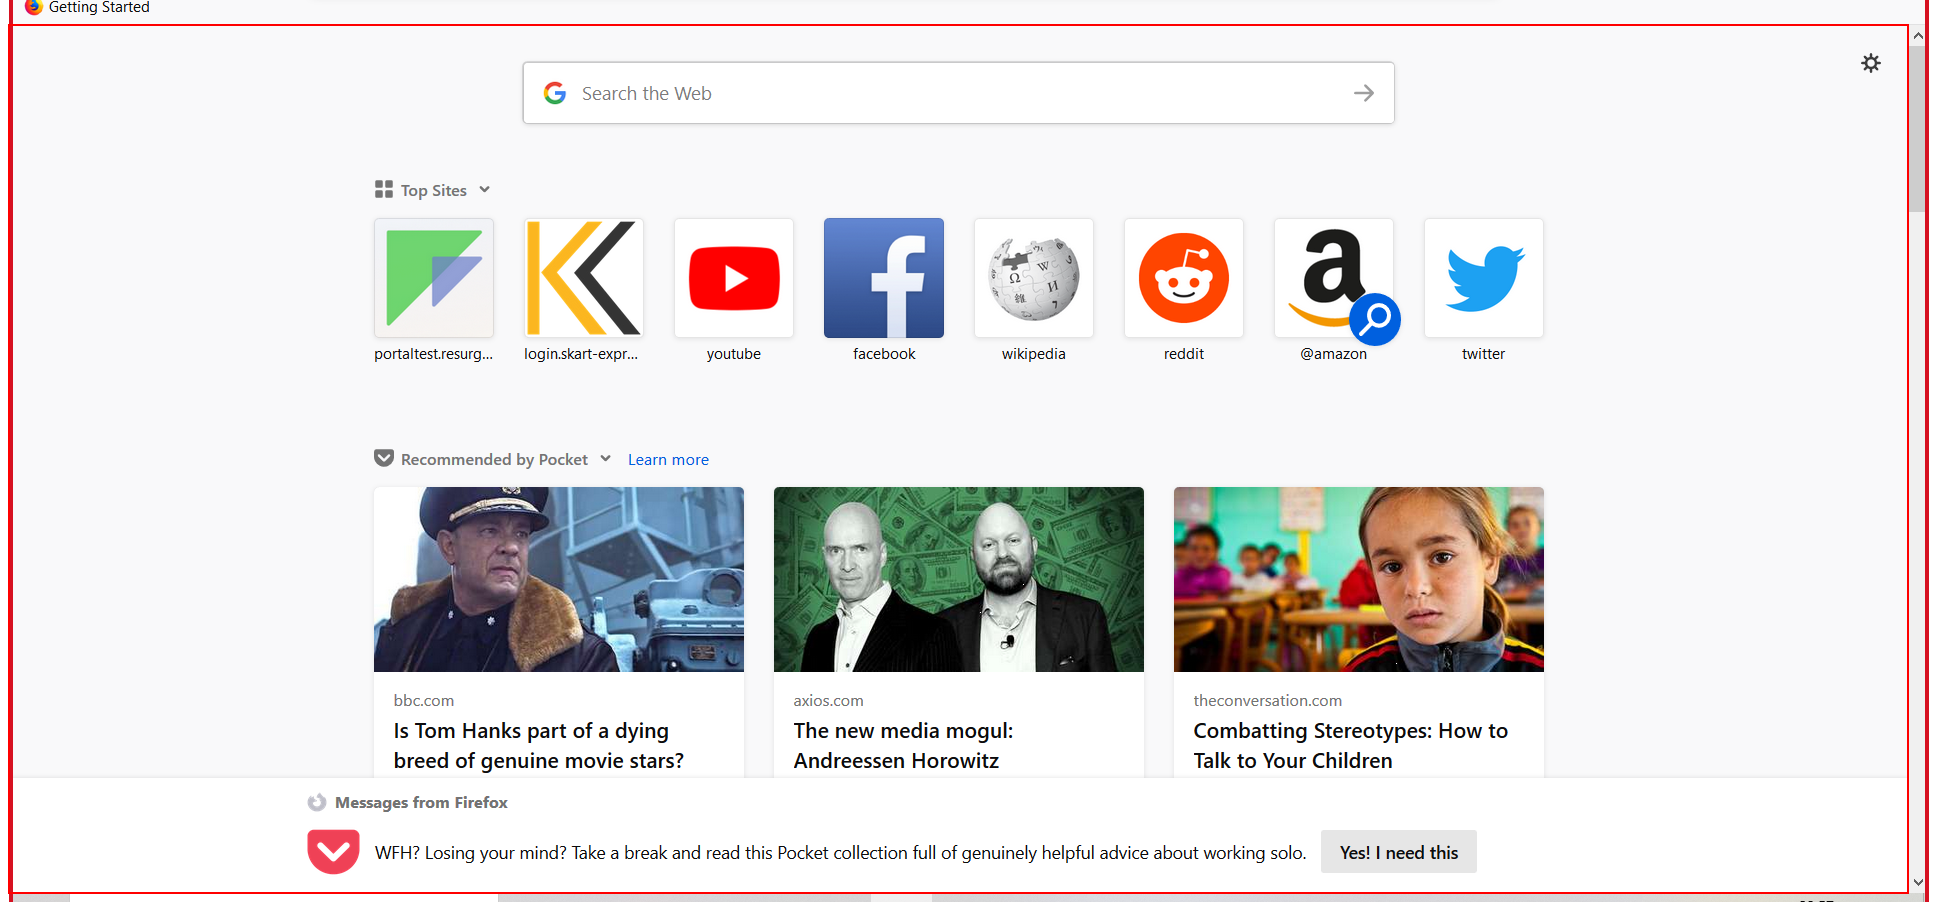 Getting Started
Search the Web
Top Sites
portaltest.resurg...
login.skart-expr...
youtube
facebook
wikipedia
reddit
@amazon
twitter
Recommended by Pocket
Learn more
bbc.com
Is Tom Hanks part of a dying
breed of genuine movie stars?
axios.com
The new media mogul:
Andreessen Horowitz
theconversation.com
Combatting Stereotypes: How to
Talk to Your Children
Messages from Firefox
WFH? Losing your mind? Take a break and read this Pocket collection full of genuinely helpful advice about working solo.
Yes! I need this